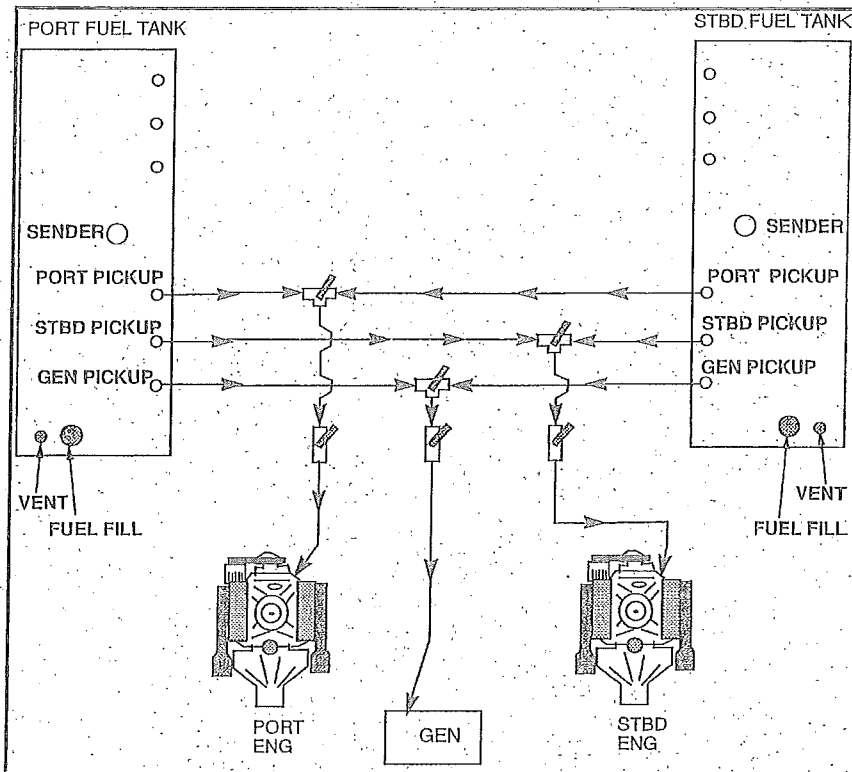 PORT FUEL TANK
STBD FUEL TANK
SENDER
SENDER
PORT PICKUP
PORT PICKUP
STBD PICKUP
STBD PICKUP
GEN PICKUP
GEN PICKUP
VENT
FUEL FILL
VENT
FUEL FILL
PORT
ENG
GEN
STBD
ENG